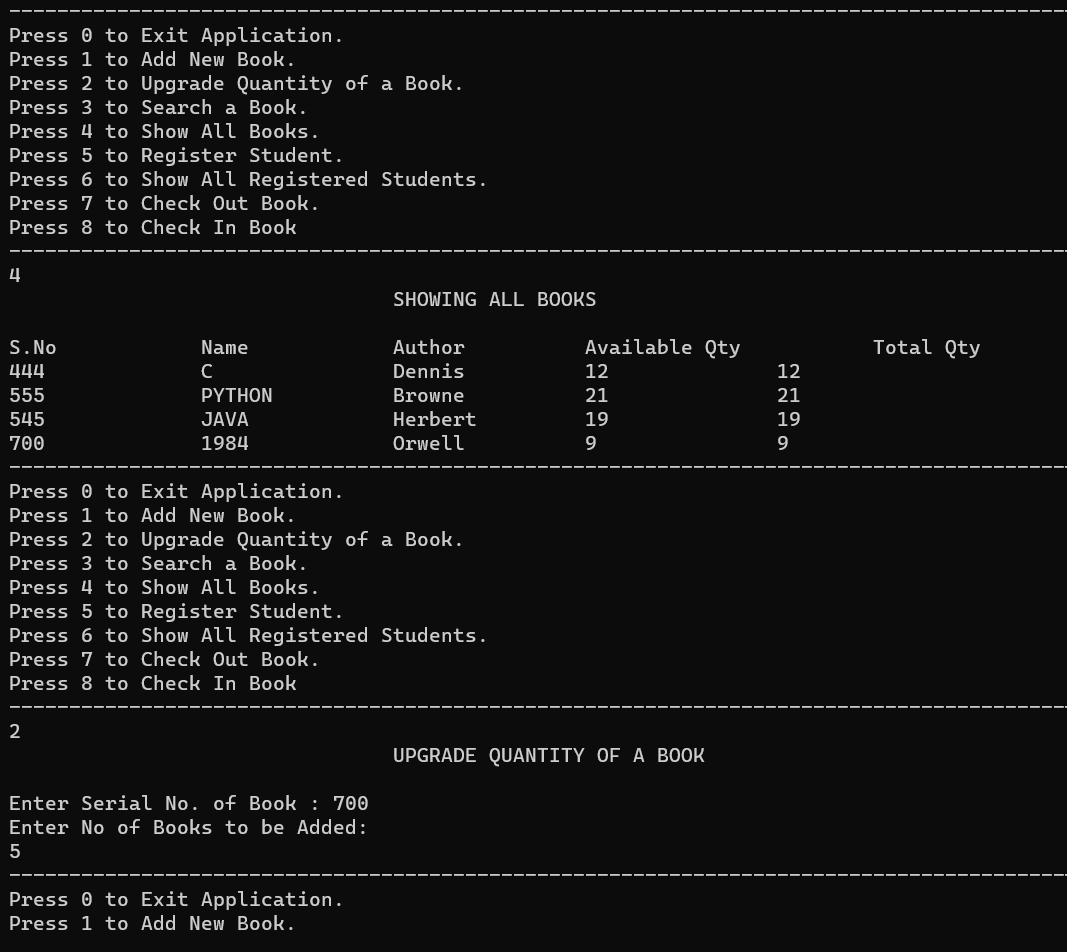 Press 0 to Exit Application.
Press 1 to Add New Book.
Press 2 to Upgrade Quantity of a Book.
Press 3 to Search a Book.
Press 4 to Show All Books.
Press 5 to Register Student.
Press 6 to Show All Registered Students.
Press 7 to Check Out Book.
Press 8 to Check In Book
4
SHOWING ALL BOOKS
S.No Name Author Available Qty Total Qty
444 C Dennis 12 12
555 PYTHON Browne 21 21
545 JAVA Herbert 19 19
700 1984 Orwell 9 9
Press 0 to Exit Application.
Press 1 to Add New Book.
Press 2 to Upgrade Quantity of a Book.
Press 3 to Search a Book.
Press 4 to Show All Books.
Press 5 to Register Student.
Press 6 to Show All Registered Students.
Press 7 to Check Out Book.
Press 8 to Check In Book
2
UPGRADE QUANTITY OF A BOOK
Enter Serial No. of Book : 700
Enter No of Books to be Added:
5
Press 0 to Exit Application.
Press 1 to Add New Book.